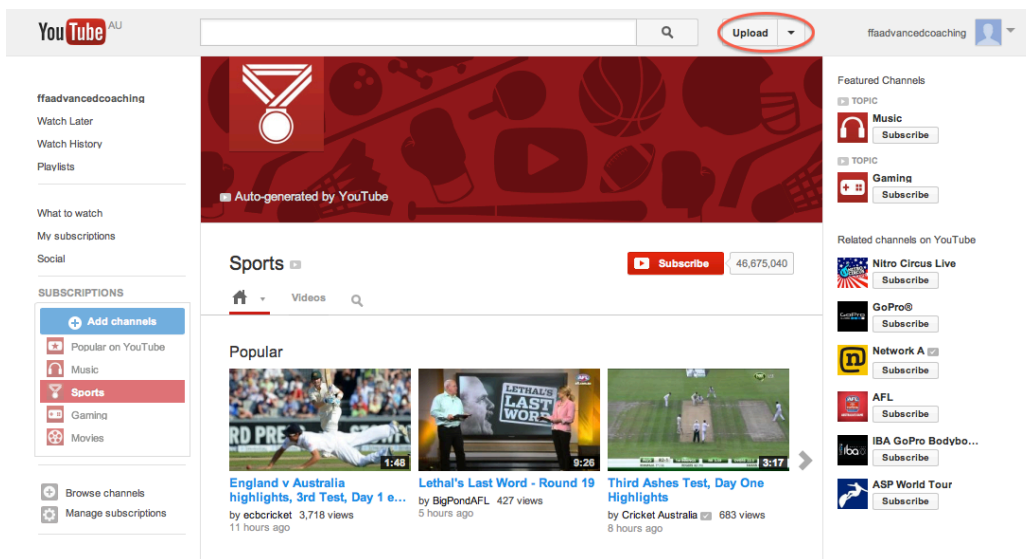 YouTube AU
Upload
ffaadvancedcoaching
ffaadvancedcoaching
Watch Later
Watch History
Playlists
What to watch
My subscriptions
Social
SUBSCRIPTIONS
Add channels
Popular on YouTube
Music
Sports
Gaming
Movies
Browse channels
Manage subscriptions
Auto-generated by YouTube
Sports
Subscribe 46,675,040
Videos
Popular
1:48
England v Australia
highlights, 3rd Test, Day 1 e...
by ecbcricket 3,718 views
11 hours ago
LETHAL'S
LAST
WORD
AFL
9:26
Lethal's Last Word - Round 19
by BigPondAFL 427 views
5 hours ago
3:17
Third Ashes Test, Day One
Highlights
by Cricket Australia 683 views
8 hours ago
Featured Channels
TOPIC
Music
Subscribe
TOPIC
Gaming
Subscribe
Related channels on YouTube
Nitro Circus Live
Subscribe
GoPro®
Subscribe
Network A
Subscribe
AFL
Subscribe
IBA GoPro Bodybo...
Subscribe
ASP World Tour
Subscribe